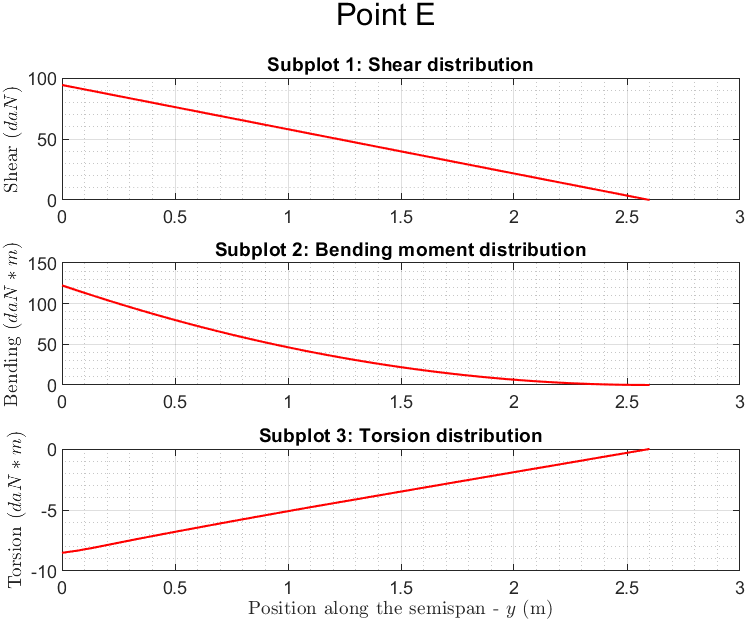 Point E
Subplot 1: Shear distribution
Shear (daN)
100
50
0
0 0.5 1 1.5 2 2.5 3
Subplot 2: Bending moment distribution
Bending (daN * m)
150
100
50
0
0 0.5 1 1.5 2 2.5 3
Subplot 3: Torsion distribution
Torsion (daN * m)
0
-5
-10
0 0.5 1 1.5 2 2.5 3
Position along the semispan - y (m)